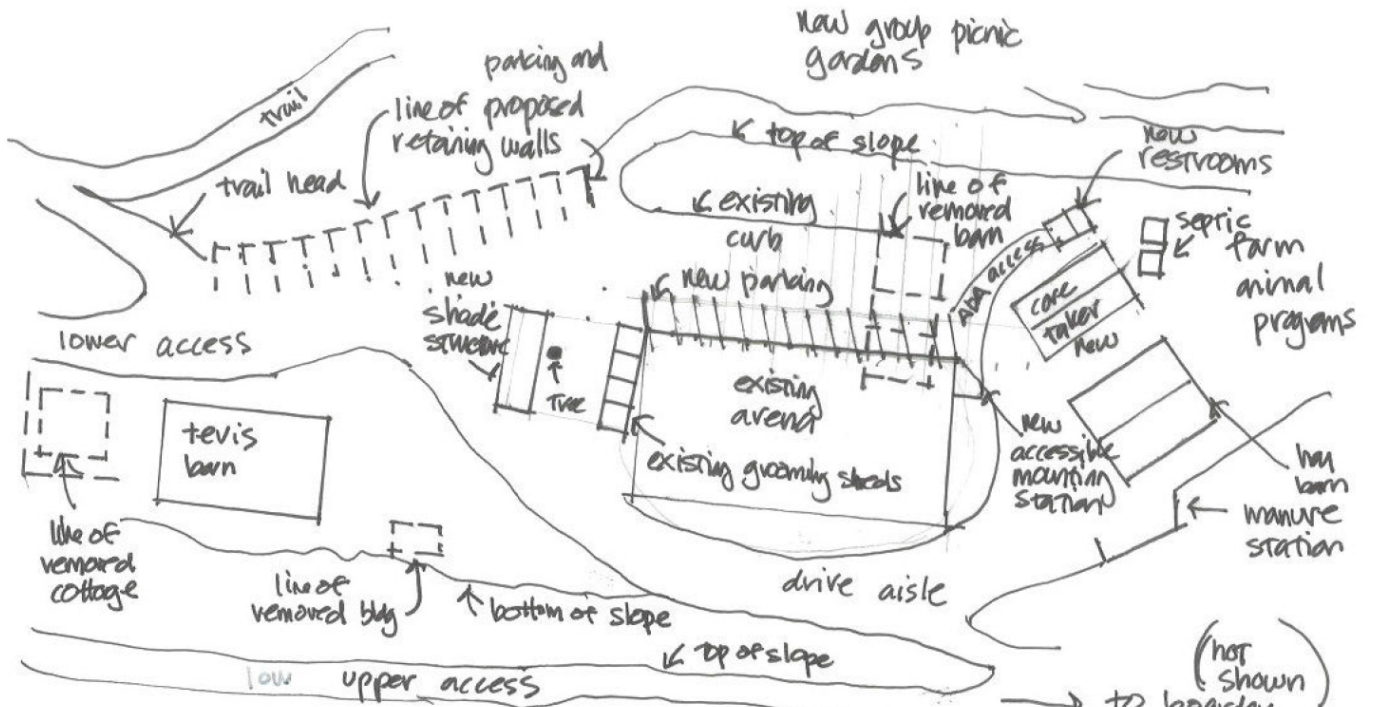 new group picnic
gardens
parking and
line of proposed
retaining walls
trail
trail head
top of slope
new
restrooms
existing
curb
line of
removed
barn
septic
farm
animal
programs
ADA access
care
taker
new
new parking
new
shade
structure
Tree
lower access
existing
arena
existing grooming sheds
tevis
barn
new
accessible
mounting
station
hay
barn
manure
station
line of
removed
cottage
line of
removed bldg
bottom of slope
drive aisle
top of slope
low upper access
(not
shown)
to boarder